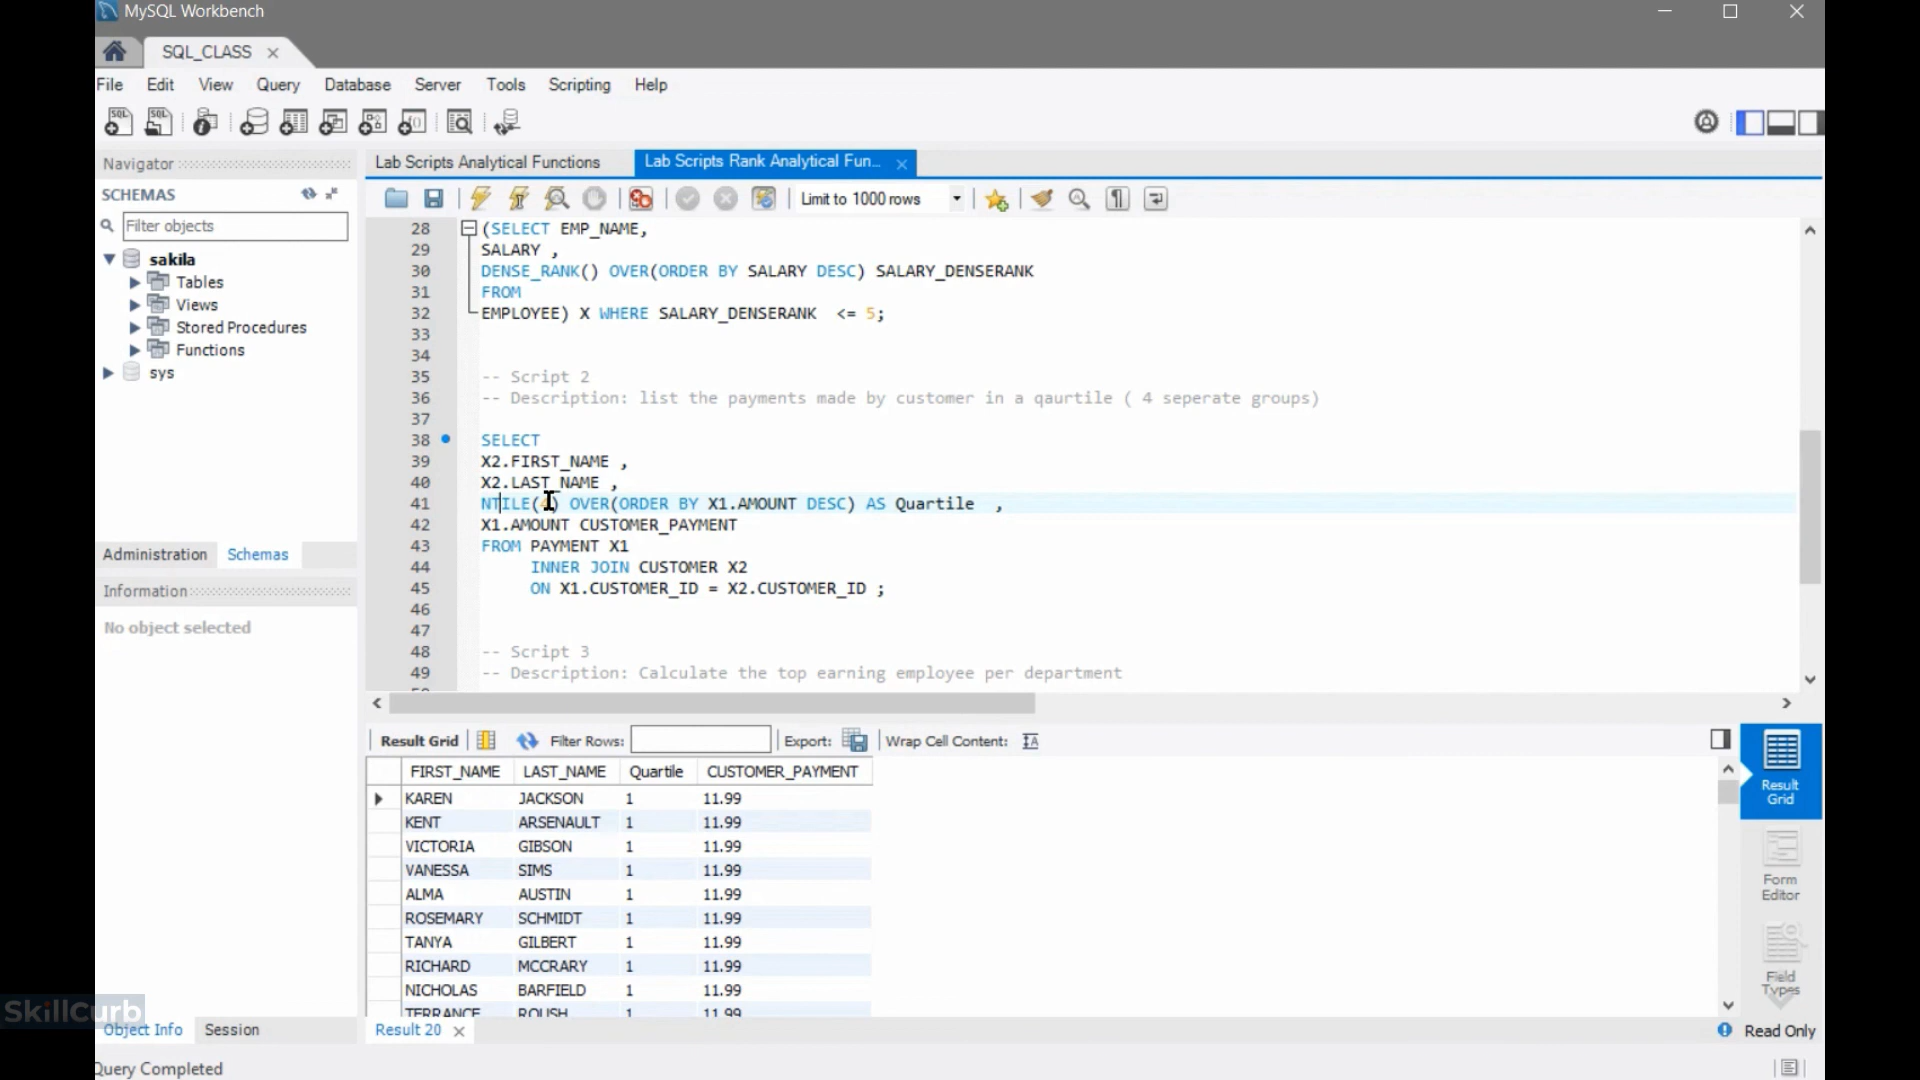 MySQL Workbench
SQL_CLASS
File Edit View Query Database Server Tools Scripting Help
Navigator
SCHEMAS
Filter objects
sakila
Tables
Views
Stored Procedures
Functions
sys
Administration Schemas
Information
No object selected
Lab Scripts Analytical Functions
Lab Scripts Rank Analytical Fun...
Limit to 1000 rows
28 (SELECT EMP_NAME,
29 SALARY ,
30 DENSE_RANK() OVER(ORDER BY SALARY DESC) SALARY_DENSERANK
31 FROM
32 EMPLOYEE) X WHERE SALARY_DENSERANK <= 5;
33
34
35 -- Script 2
36 -- Description: list the payments made by customer in a qaurtile ( 4 seperate groups)
37
38 SELECT
39 X2.FIRST_NAME ,
40 X2.LAST_NAME ,
41 NTILE(4) OVER(ORDER BY X1.AMOUNT DESC) AS Quartile ,
42 X1.AMOUNT CUSTOMER_PAYMENT
43 FROM PAYMENT X1
44 INNER JOIN CUSTOMER X2
45 ON X1.CUSTOMER_ID = X2.CUSTOMER_ID ;
46
47
48 -- Script 3
49 -- Description: Calculate the top earning employee per department
Result Grid Filter Rows: Export: Wrap Cell Content:
FIRST_NAME LAST_NAME Quartile CUSTOMER_PAYMENT
KAREN JACKSON 1 11.99
KENT ARSENAULT 1 11.99
VICTORIA GIBSON 1 11.99
VANESSA SIMS 1 11.99
ALMA AUSTIN 1 11.99
ROSEMARY SCHMIDT 1 11.99
TANYA GILBERT 1 11.99
RICHARD MCCRARY 1 11.99
NICHOLAS BARFIELD 1 11.99
TERRANCE ROUSH 1 11.99
Result
Grid
Form
Editor
Field
Types
SkillCurb
Object Info Session
Result 20
Read Only
Query Completed